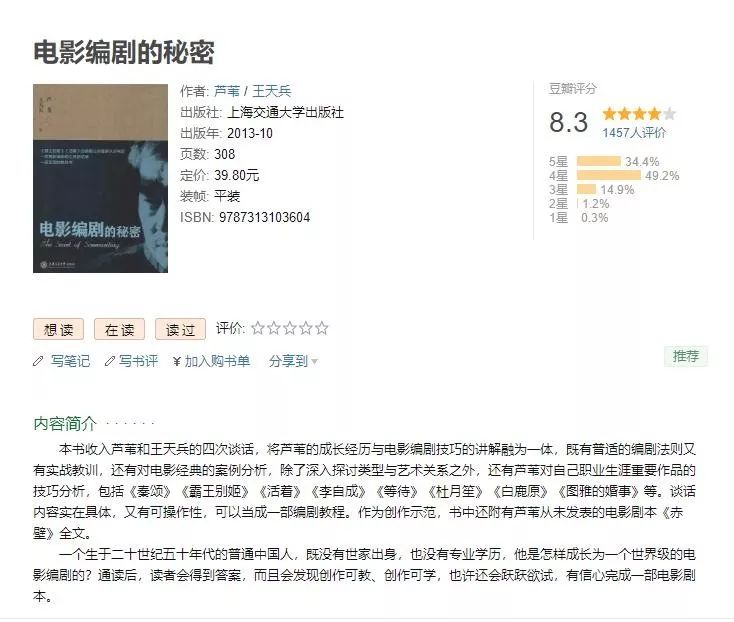 电影编剧的秘密
作者: 芦苇 / 王天兵
出版社: 上海交通大学出版社
出版年: 2013-10
页数: 308
定价: 39.80元
装帧: 平装
ISBN: 9787313103604
豆瓣评分
8.3
1457人评价
5星 34.4%
4星 49.2%
3星 14.9%
2星 1.2%
1星 0.3%
电影编剧的秘密
The Secret of Screenwriting
想读 在读 读过 评价:
写笔记 写书评 ¥ 加入购书单 分享到
推荐
内容简介 · · · · · ·
本书收入芦苇和王天兵的四次谈话，将芦苇的成长经历与电影编剧技巧的讲解融为一体，既有普适的编剧法则又
有实战教训，还有对电影经典的案例分析，除了深入探讨类型与艺术关系之外，还有芦苇对自己职业生涯重要作品的
技巧分析，包括《秦颂》《霸王别姬》《活着》《李自成》《等待》《杜月笙》《白鹿原》《图雅的婚事》等。谈话
内容实在具体，又有可操作性，可以当成一部编剧教程。作为创作示范，书中还附有芦苇从未发表的电影剧本《赤
壁》全文。
一个生于二十世纪五十年代的普通中国人，既没有世家出身，也没有专业学历，他是怎样成长为一个世界级的电
影编剧的？通读后，读者会得到答案，而且会发现创作可教、创作可学，也许还会跃跃欲试，有信心完成一部电影剧
本。